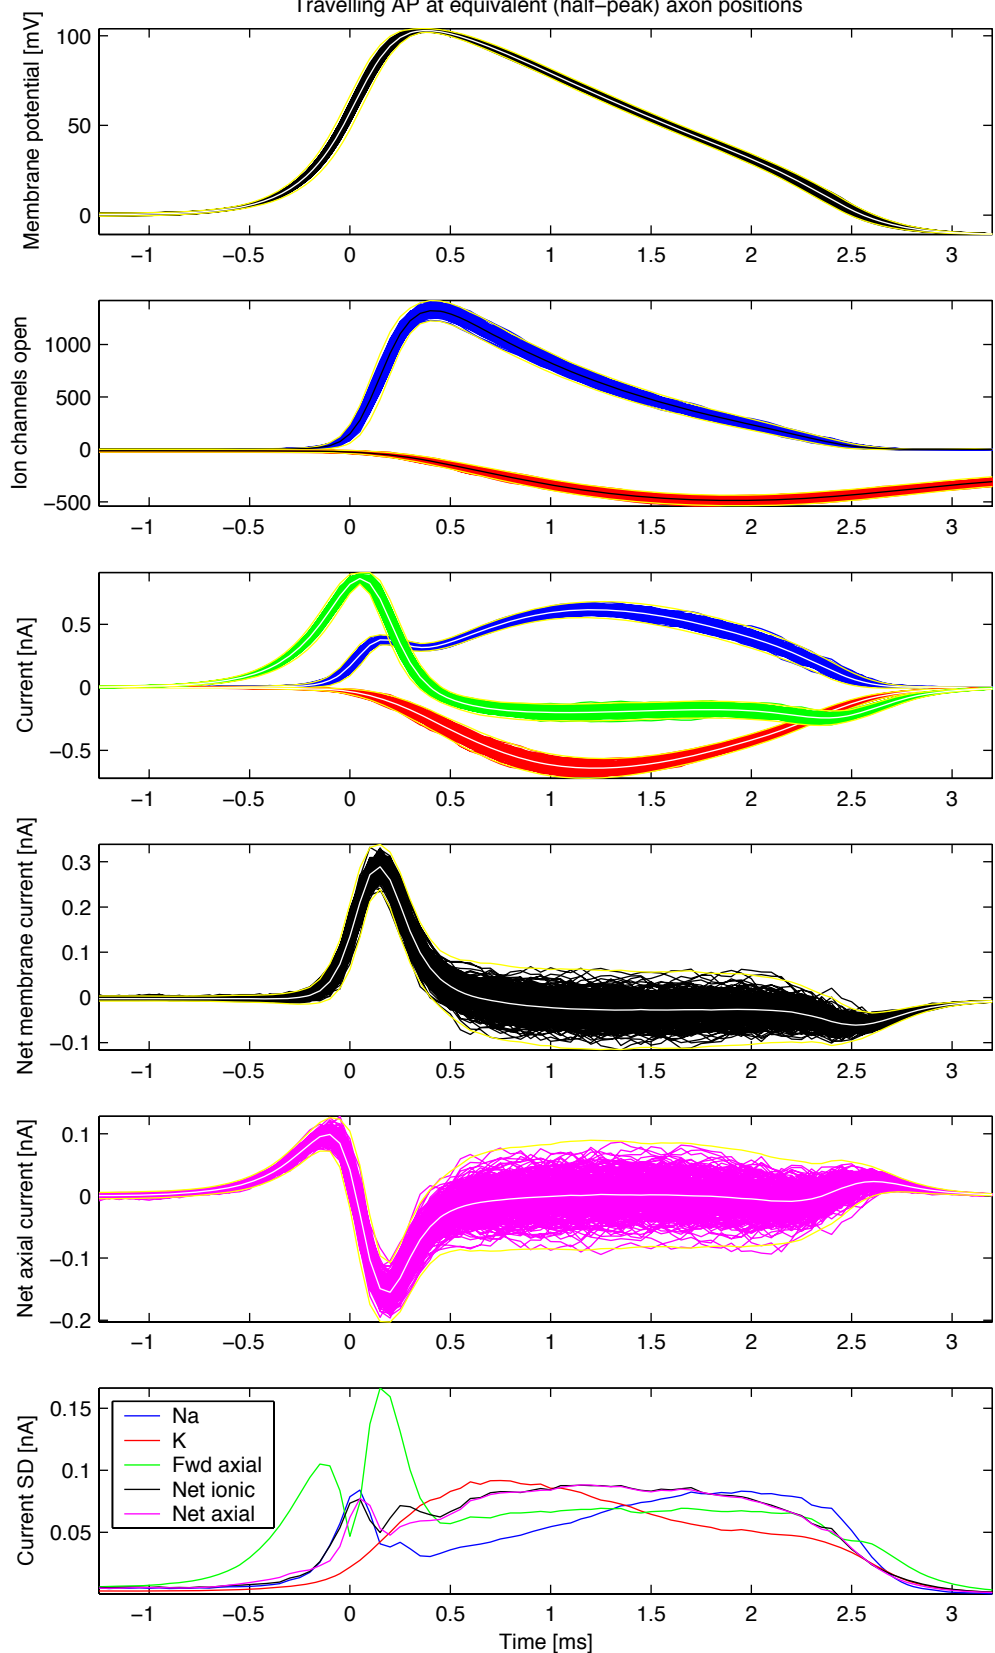 Travelling AP at equivalent (half−peak) axon positions
Membrane potential [mV]
100
50
0
−1 −0.5 0 0.5 1 1.5 2 2.5 3
Ion channels open
1000
500
0
−500
−1 −0.5 0 0.5 1 1.5 2 2.5 3
Current [nA]
0.5
0
−0.5
−1 −0.5 0 0.5 1 1.5 2 2.5 3
Net membrane current [nA]
0.3
0.2
0.1
0
−0.1
−1 −0.5 0 0.5 1 1.5 2 2.5 3
Net axial current [nA]
0.1
0
−0.1
−0.2
−1 −0.5 0 0.5 1 1.5 2 2.5 3
Current SD [nA]
0.15
0.1
0.05
Na
K
Fwd axial
Net ionic
Net axial
−1 −0.5 0 0.5 1 1.5 2 2.5 3
Time [ms]